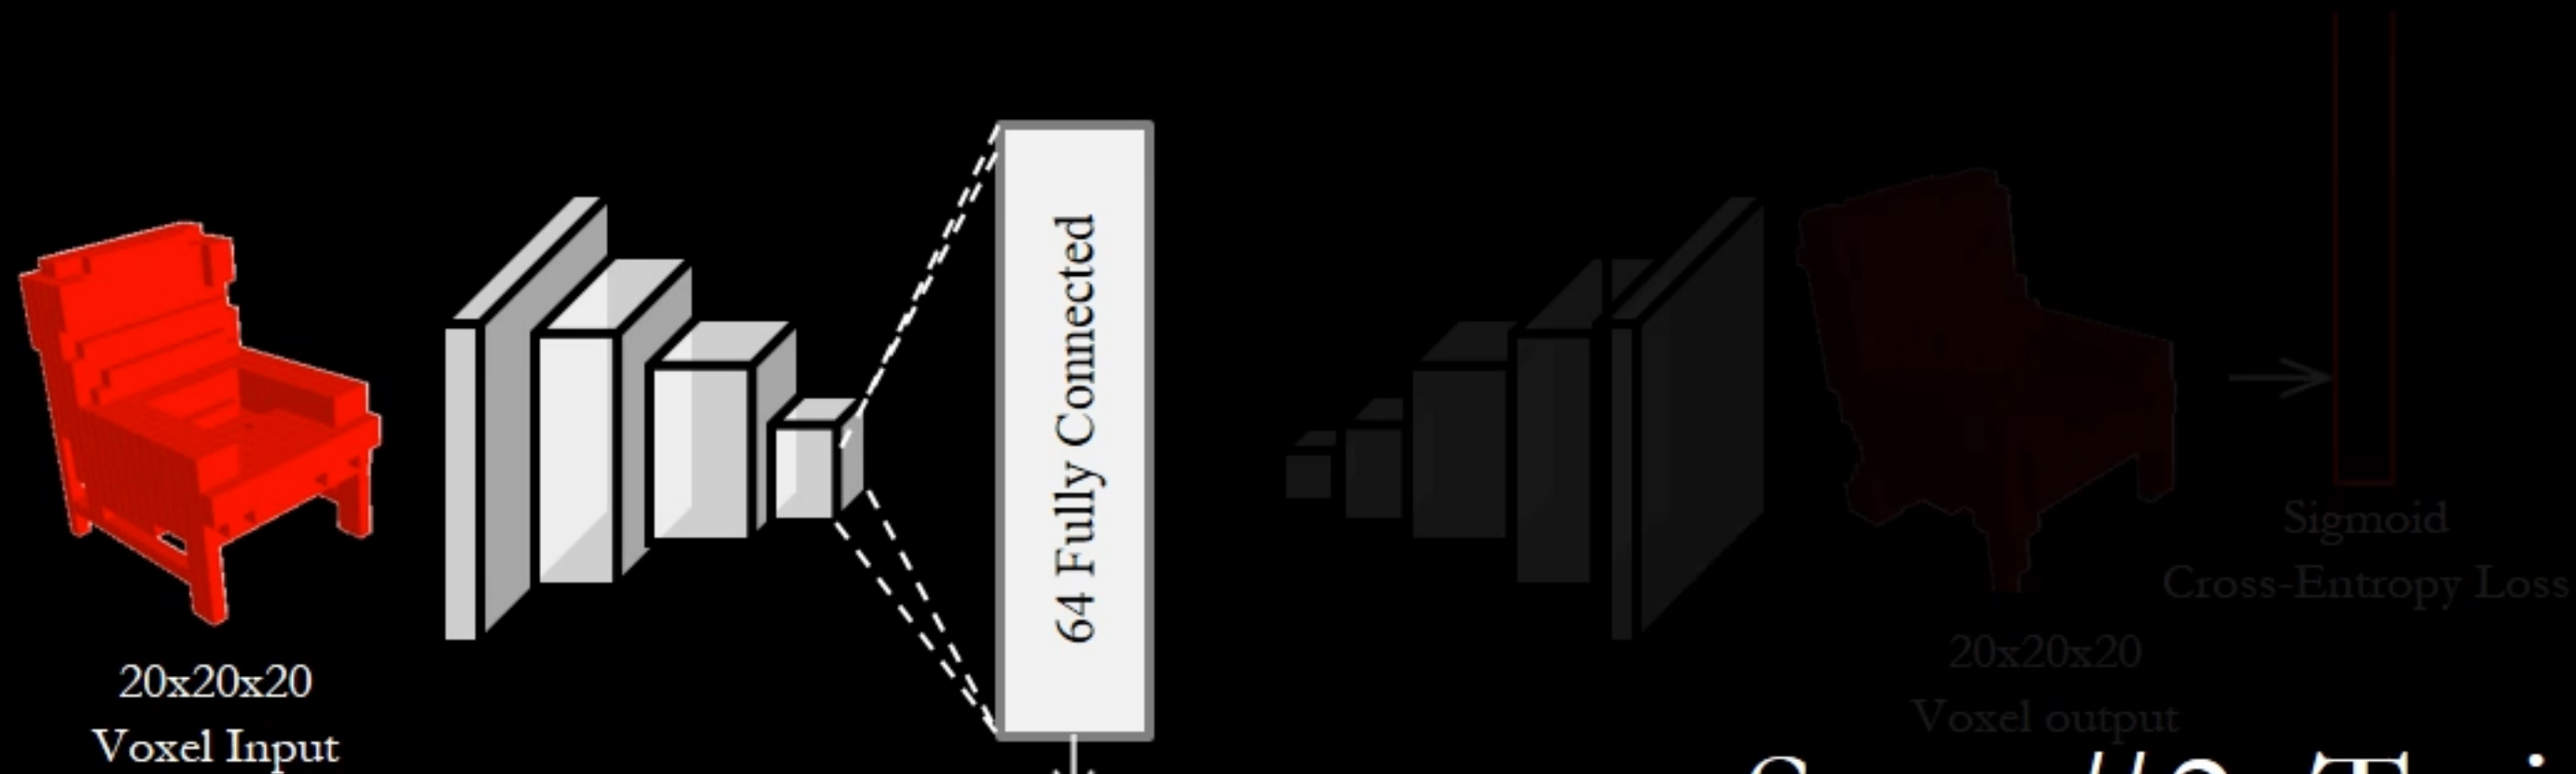 64 Fully Connected
Sigmoid
Cross-Entropy Loss
20x20x20
Voxel Input
20x20x20
Voxel output